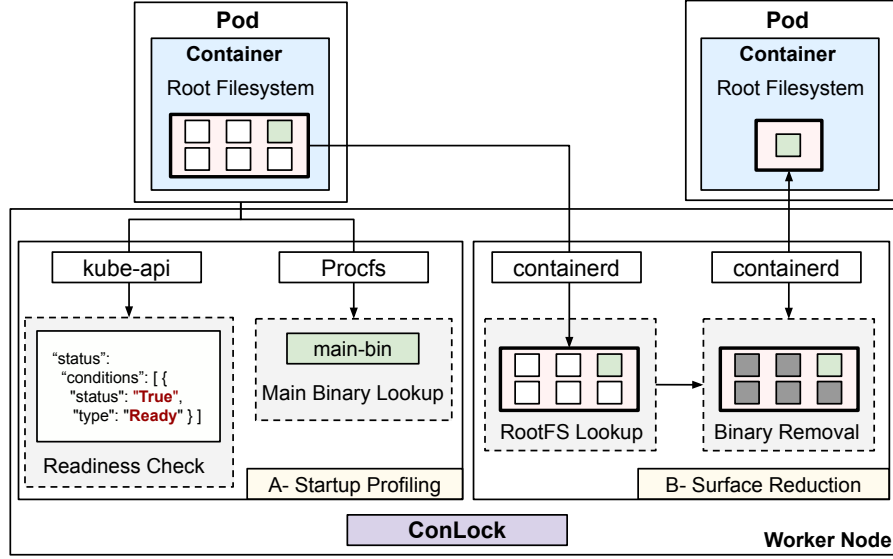 Pod
Container
Root Filesystem
Pod
Container
Root Filesystem
kube-api
Procfs
containerd
containerd
“status”:
“conditions”: [ {
"status": "True",
"type": "Ready" } ]
Readiness Check
main-bin
Main Binary Lookup
RootFS Lookup
Binary Removal
A- Startup Profiling
B- Surface Reduction
ConLock
Worker Node